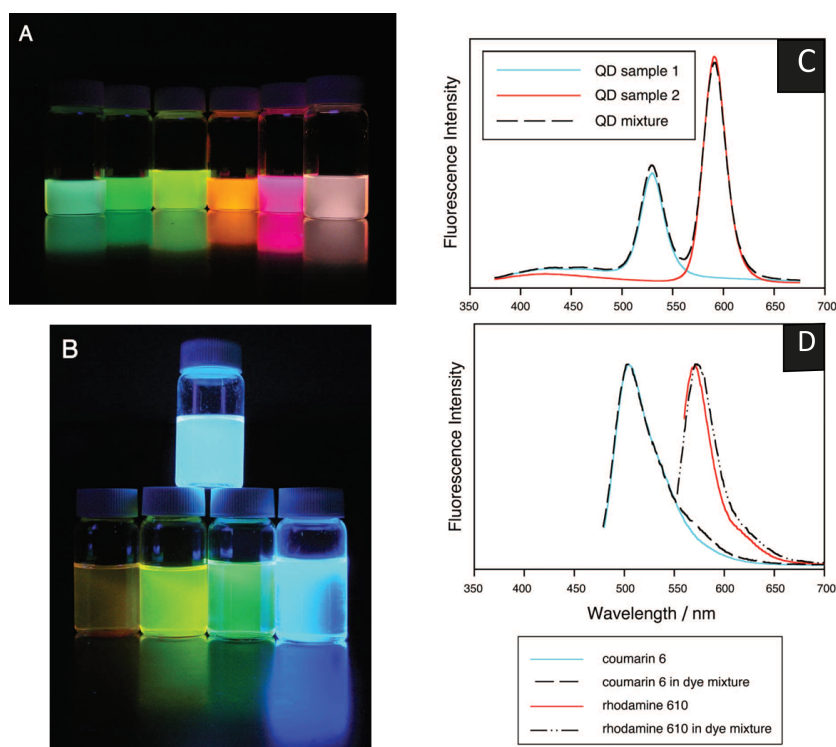 A
B
C
QD sample 1
QD sample 2
QD mixture
Fluorescence Intensity
350 400 450 500 550 600 650 700
D
Fluorescence Intensity
350 400 450 500 550 600 650 700
Wavelength / nm
coumarin 6
coumarin 6 in dye mixture
rhodamine 610
rhodamine 610 in dye mixture